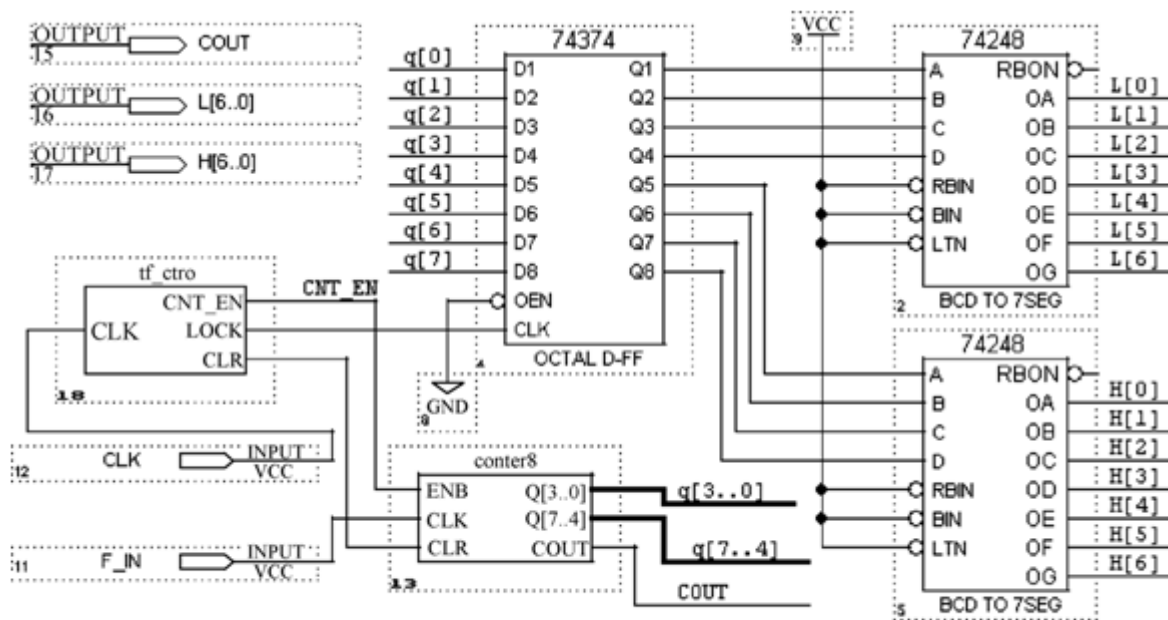 OUTPUT
15
COUT
OUTPUT
16
L[6..0]
OUTPUT
17
H[6..0]
74374
q[0]
q[1]
q[2]
q[3]
q[4]
q[5]
q[6]
q[7]
D1
D2
D3
D4
D5
D6
D7
D8
OEN
CLK
Q1
Q2
Q3
Q4
Q5
Q6
Q7
Q8
OCTAL D-FF
4
VCC
9
74248
A
B
C
D
RBIN
BIN
LTN
RBON
OA
OB
OC
OD
OE
OF
OG
L[0]
L[1]
L[2]
L[3]
L[4]
L[5]
L[6]
2
BCD TO 7SEG
74248
A
B
C
D
RBIN
BIN
LTN
RBON
OA
OB
OC
OD
OE
OF
OG
H[0]
H[1]
H[2]
H[3]
H[4]
H[5]
H[6]
5
BCD TO 7SEG
tf_ctro
CLK
CNT_EN
LOCK
CLR
18
CNT_EN
GND
8
CLK
INPUT
VCC
12
F_IN
INPUT
VCC
11
conter8
ENB
CLK
CLR
Q[3..0]
Q[7..4]
COUT
13
q[3..0]
q[7..4]
COUT